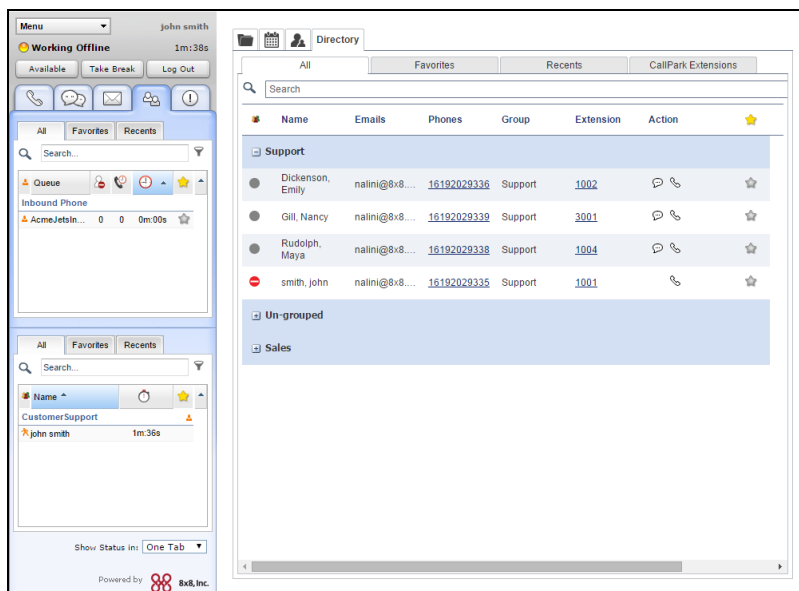 Menu
john smith
Working Offline 1m:38s
Available Take Break Log Out
All Favorites Recents
Search...
Queue
Inbound Phone
AcmeJetsIn... 0 0 0m:00s
All Favorites Recents
Search...
Name
CustomerSupport
john smith 1m:36s
Show Status in: One Tab
Powered by 8x8, Inc.
Directory
All Favorites Recents CallPark Extensions
Search
Name Emails Phones Group Extension Action
Support
Dickenson, Emily nalini@8x8.... 16192029336 Support 1002
Gill, Nancy nalini@8x8.... 16192029339 Support 3001
Rudolph, Maya nalini@8x8.... 16192029338 Support 1004
smith, john nalini@8x8.... 16192029335 Support 1001
Un-grouped
Sales